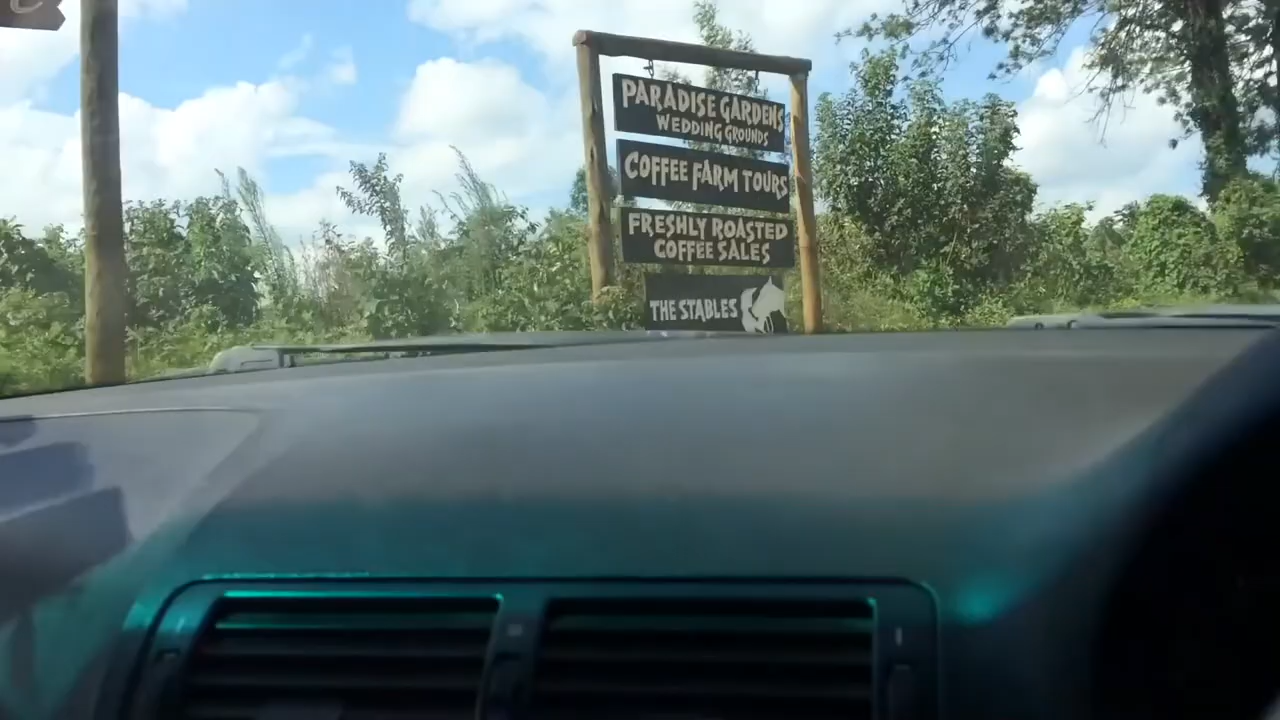 PARADISE GARDENS
WEDDING GROUNDS
COFFEE FARM TOURS
FRESHLY ROASTED
COFFEE SALES
THE STABLES